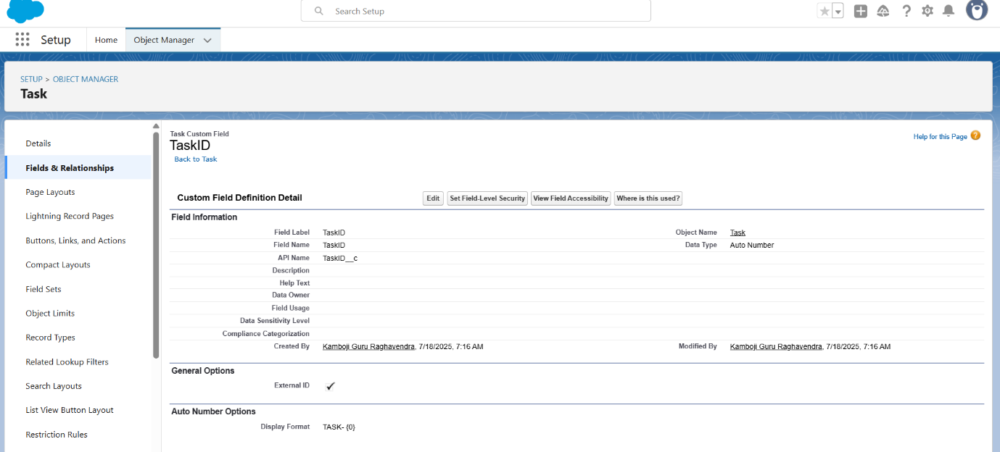 Search Setup
Setup Home Object Manager
SETUP > OBJECT MANAGER
Task
Details
Fields & Relationships
Page Layouts
Lightning Record Pages
Buttons, Links, and Actions
Compact Layouts
Field Sets
Object Limits
Record Types
Related Lookup Filters
Search Layouts
List View Button Layout
Restriction Rules
Task Custom Field
TaskID
Back to Task
Help for this Page ?
Custom Field Definition Detail Edit Set Field-Level Security View Field Accessibility Where is this used?
Field Information
Field Label TaskID Object Name Task
Field Name TaskID Data Type Auto Number
API Name TaskID__c
Description
Help Text
Data Owner
Field Usage
Data Sensitivity Level
Compliance Categorization
Created By Kamboji Guru Raghavendra, 7/18/2025, 7:16 AM Modified By Kamboji Guru Raghavendra, 7/18/2025, 7:16 AM
General Options
External ID ✓
Auto Number Options
Display Format TASK- {0}